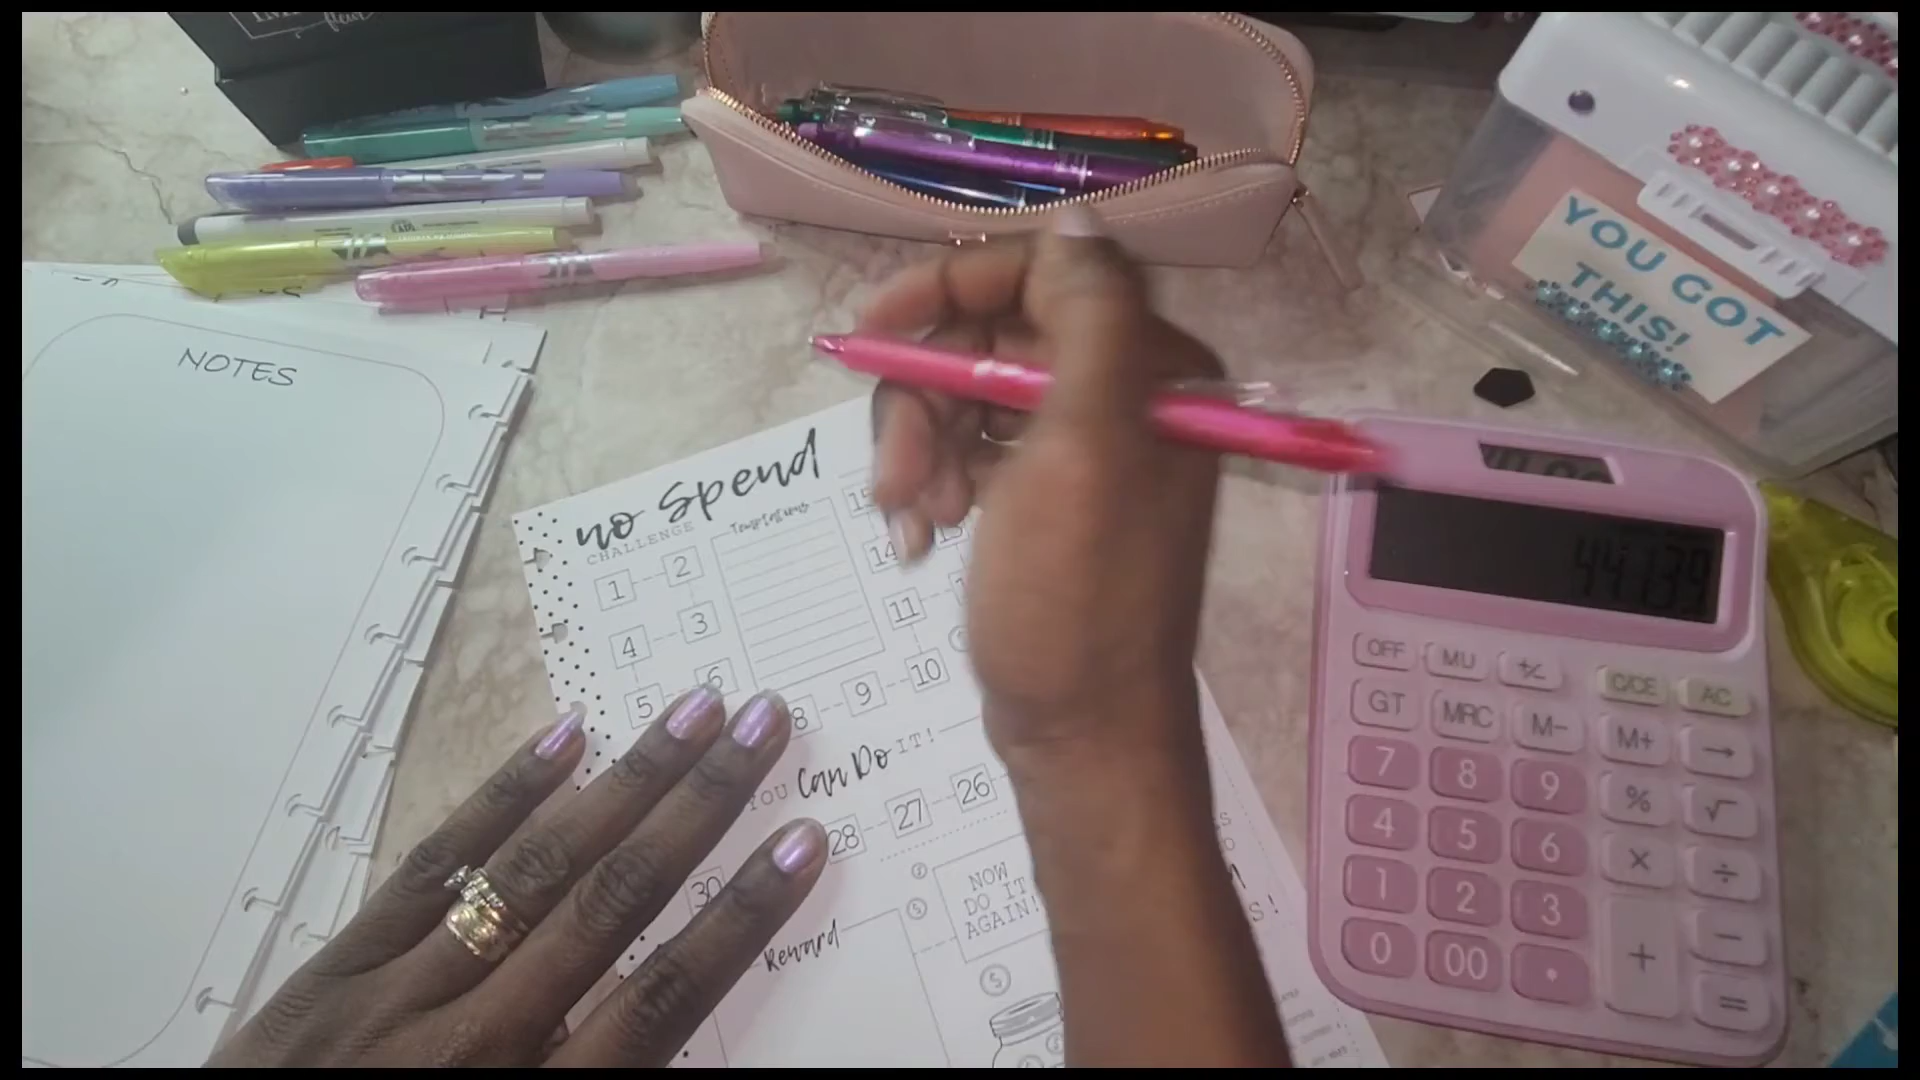 NOTES
no Spend
CHALLENGE
Temptations
1
2
3
4
5
6
8
9
10
11
14
15
YOU Can Do IT!
26
27
28
30
NOW
DO IT
AGAIN!
Reward
YOU GOT
THIS!
44139
OFF MU +/- C/CE AC
GT MRC M- M+ →
7 8 9 % √
4 5 6 × ÷
1 2 3 + −
0 00 . =